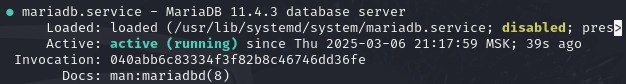 ● mariadb.service - MariaDB 11.4.3 database server
Loaded: loaded (/usr/lib/systemd/system/mariadb.service; disabled; pres>
Active: active (running) since Thu 2025-03-06 21:17:59 MSK; 39s ago
Invocation: 040abb6c83334f3f82b8c46746dd36fe
Docs: man:mariadbd(8)